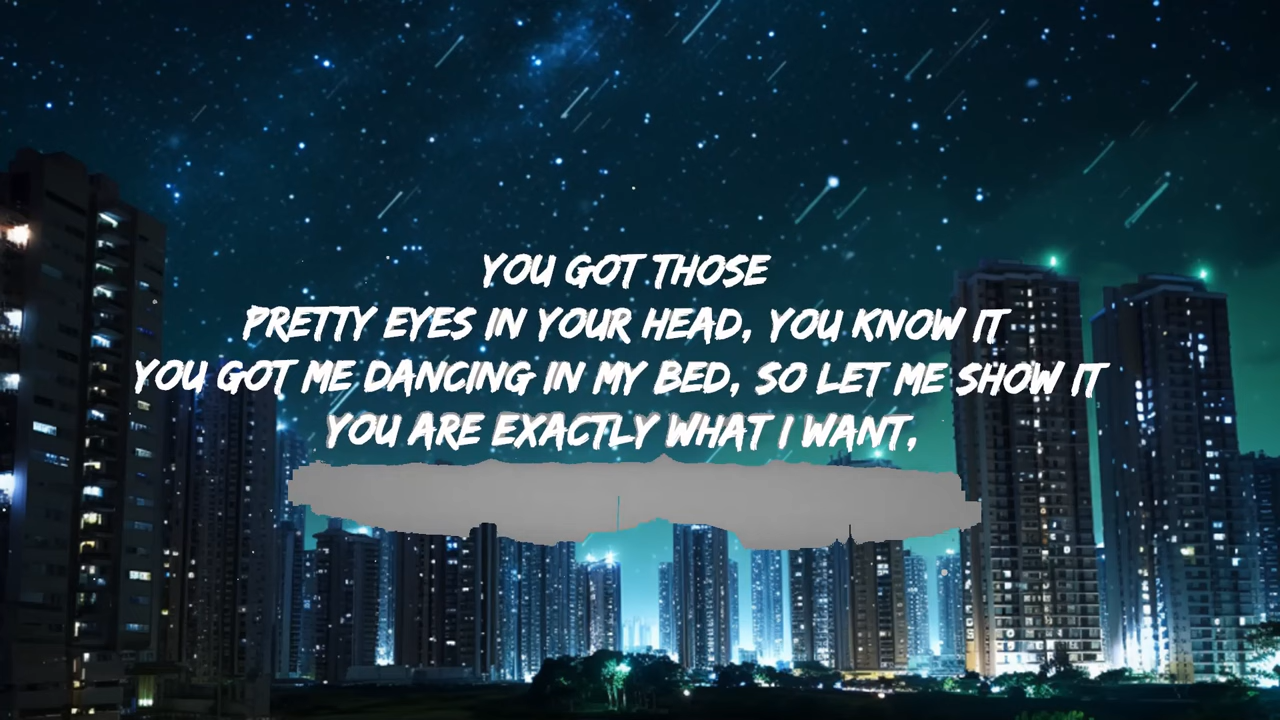 YOU GOT THOSE
PRETTY EYES IN YOUR HEAD, YOU KNOW IT
YOU GOT ME DANCING IN MY BED, SO LET ME SHOW IT
YOU ARE EXACTLY WHAT I WANT,